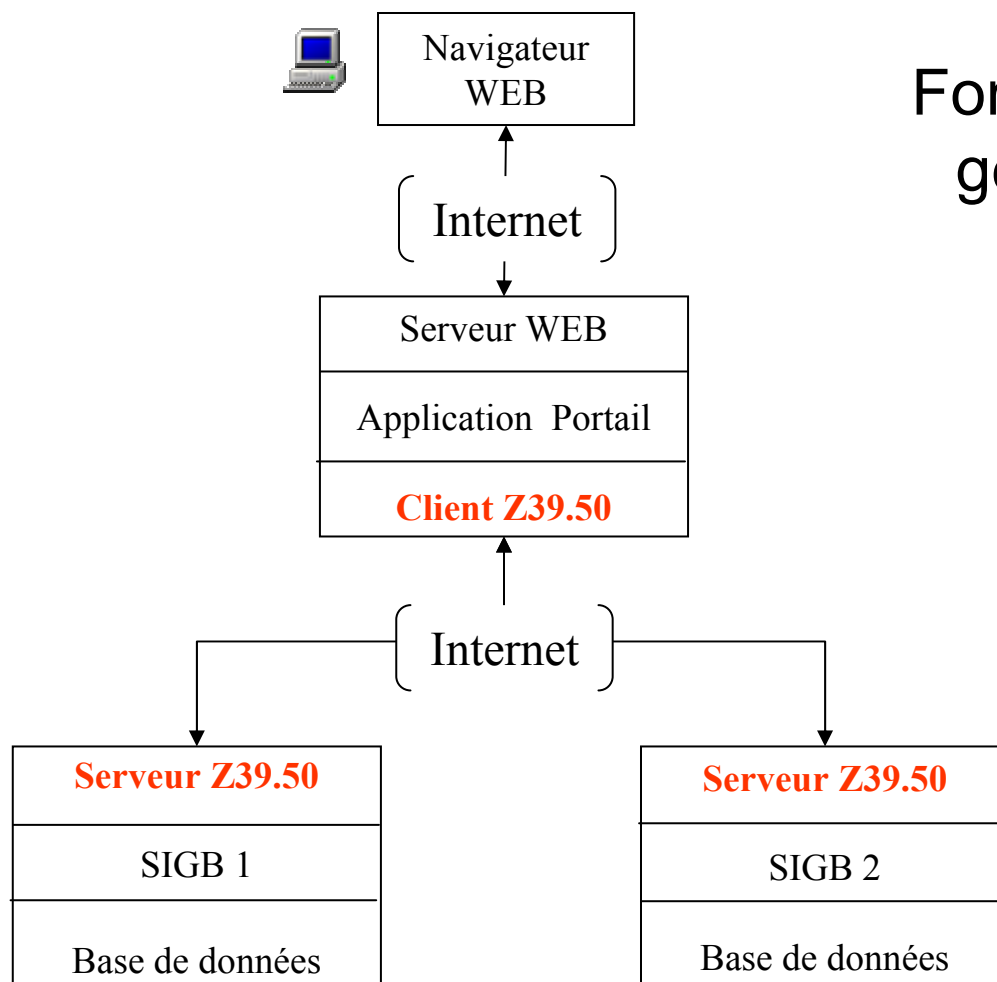 Navigateur
WEB
Internet
Serveur WEB
Application Portail
Client Z39.50
Internet
Serveur Z39.50
SIGB 1
Base de données
Serveur Z39.50
SIGB 2
Base de données